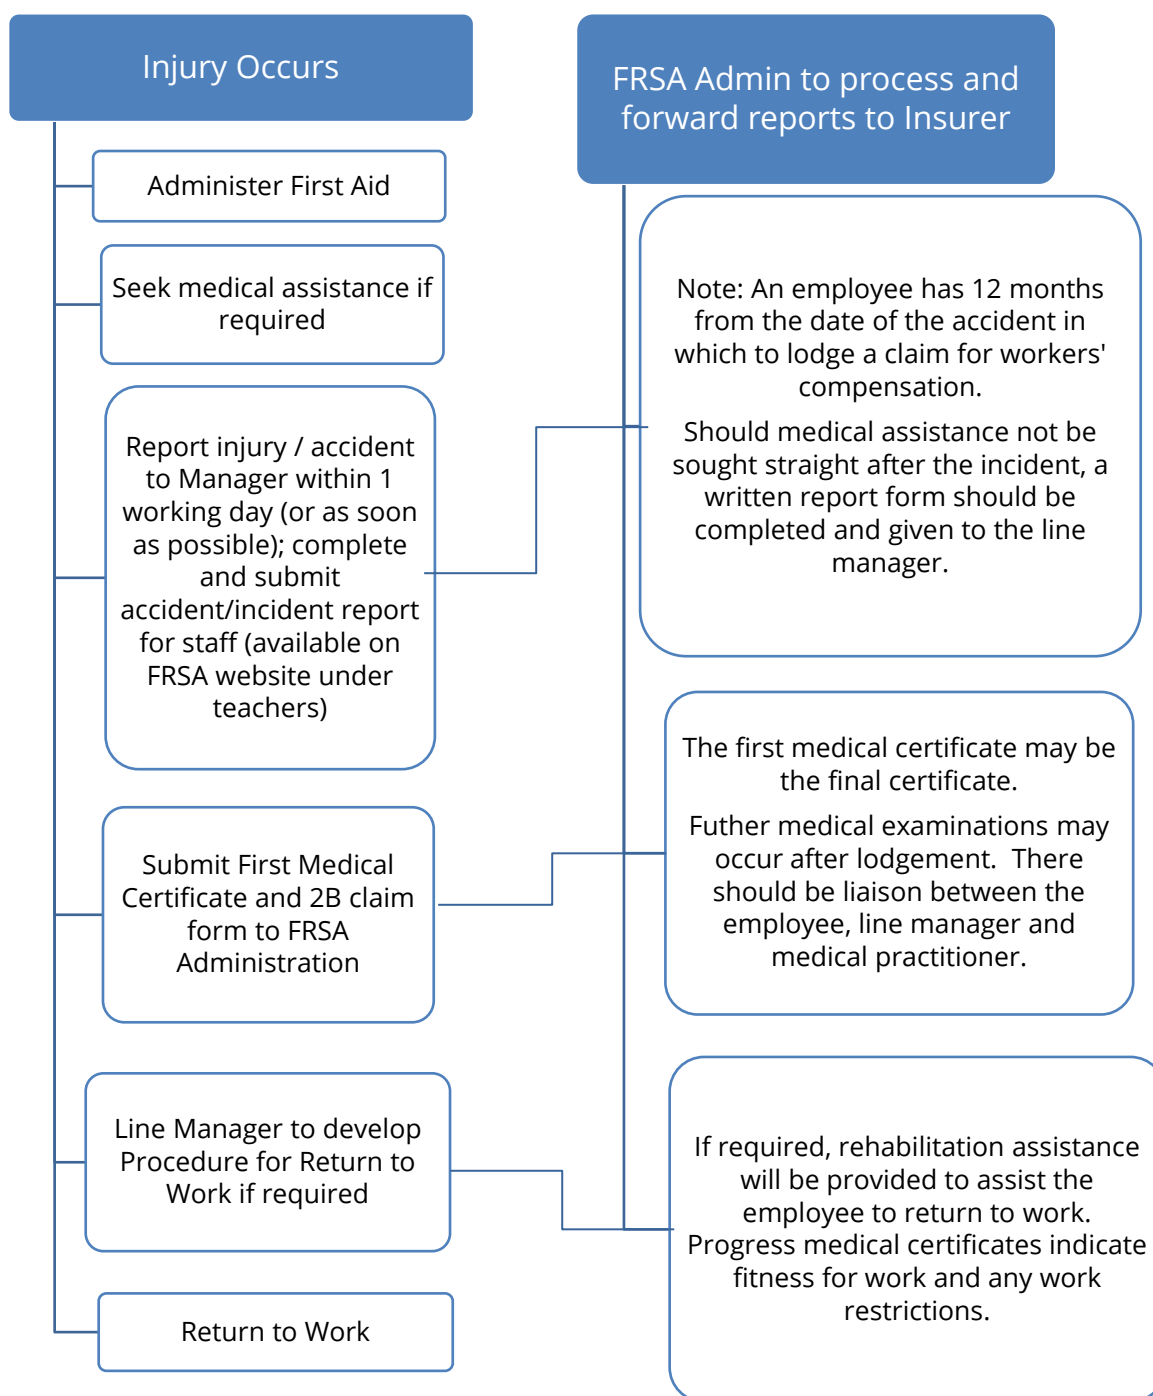 Injury Occurs
Administer First Aid
Seek medical assistance if
required
Report injury / accident
to Manager within 1
working day (or as soon
as possible); complete
and submit
accident/incident report
for staff (available on
FRSA website under
teachers)
Submit First Medical
Certificate and 2B claim
form to FRSA
Administration
Line Manager to develop
Procedure for Return to
Work if required
Return to Work
FRSA Admin to process and
forward reports to Insurer
Note: An employee has 12 months
from the date of the accident in
which to lodge a claim for workers'
compensation.
Should medical assistance not be
sought straight after the incident, a
written report form should be
completed and given to the line
manager.
The first medical certificate may be
the final certificate.
Futher medical examinations may
occur after lodgement.  There
should be liaison between the
employee, line manager and
medical practitioner.
If required, rehabilitation assistance
will be provided to assist the
employee to return to work.
Progress medical certificates indicate
fitness for work and any work
restrictions.